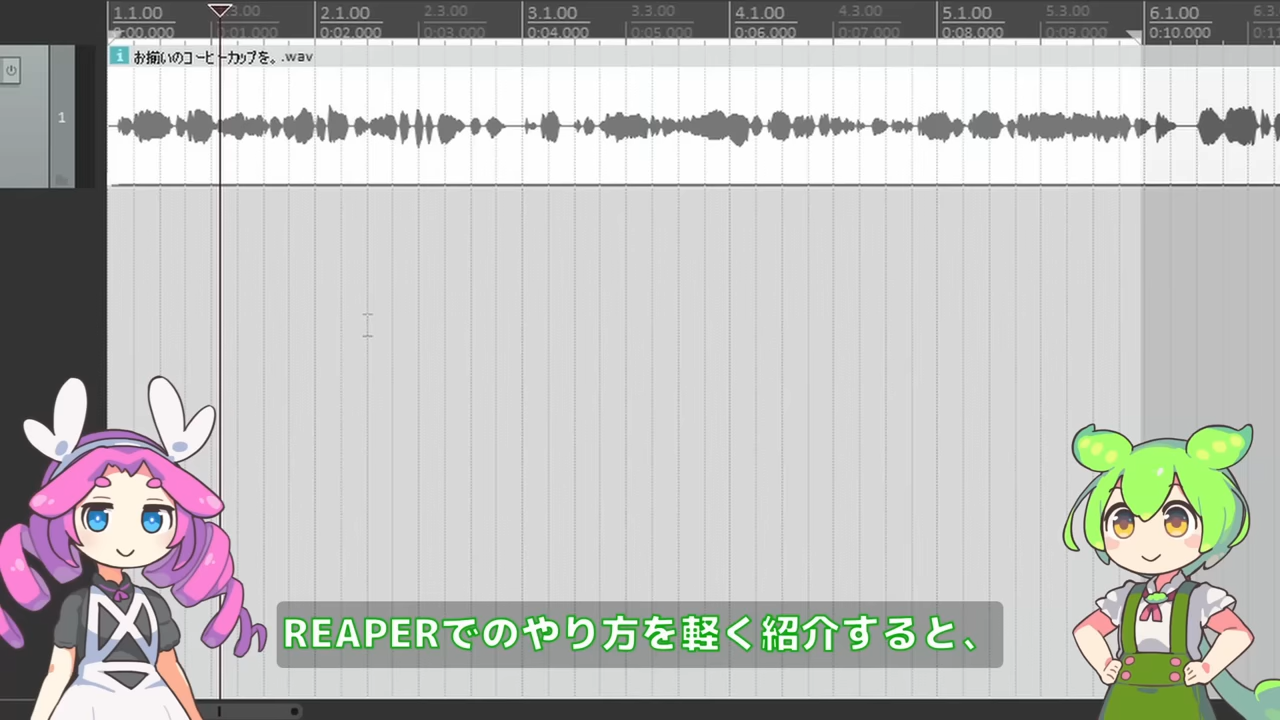 1.1.00 2.1.00 2.3.00 3.1.00 3.3.00 4.1.00 4.3.00 5.1.00 5.3.00 6.1.00
0:02.000 0:03.000 0:04.000 0:05.000 0:06.000 0:07.000 0:08.000 0:09.000 0:10.000
お揃いのコーヒーカップを。.wav
1
REAPERでのやり方を軽く紹介すると、